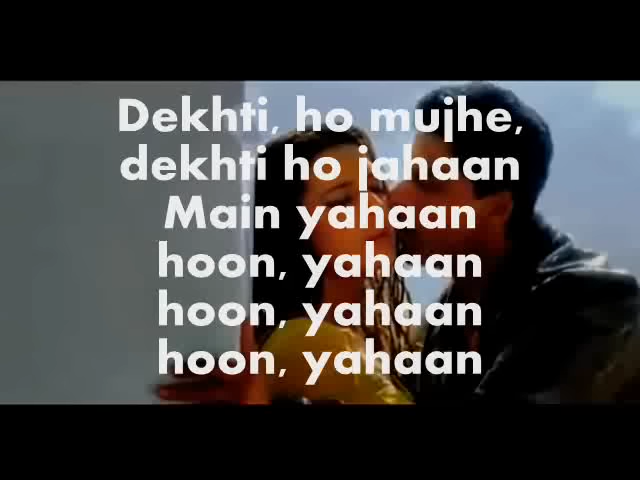 Dekhti, ho mujhe,
dekhti ho jahaan
Main yahaan
hoon, yahaan
hoon, yahaan
hoon, yahaan